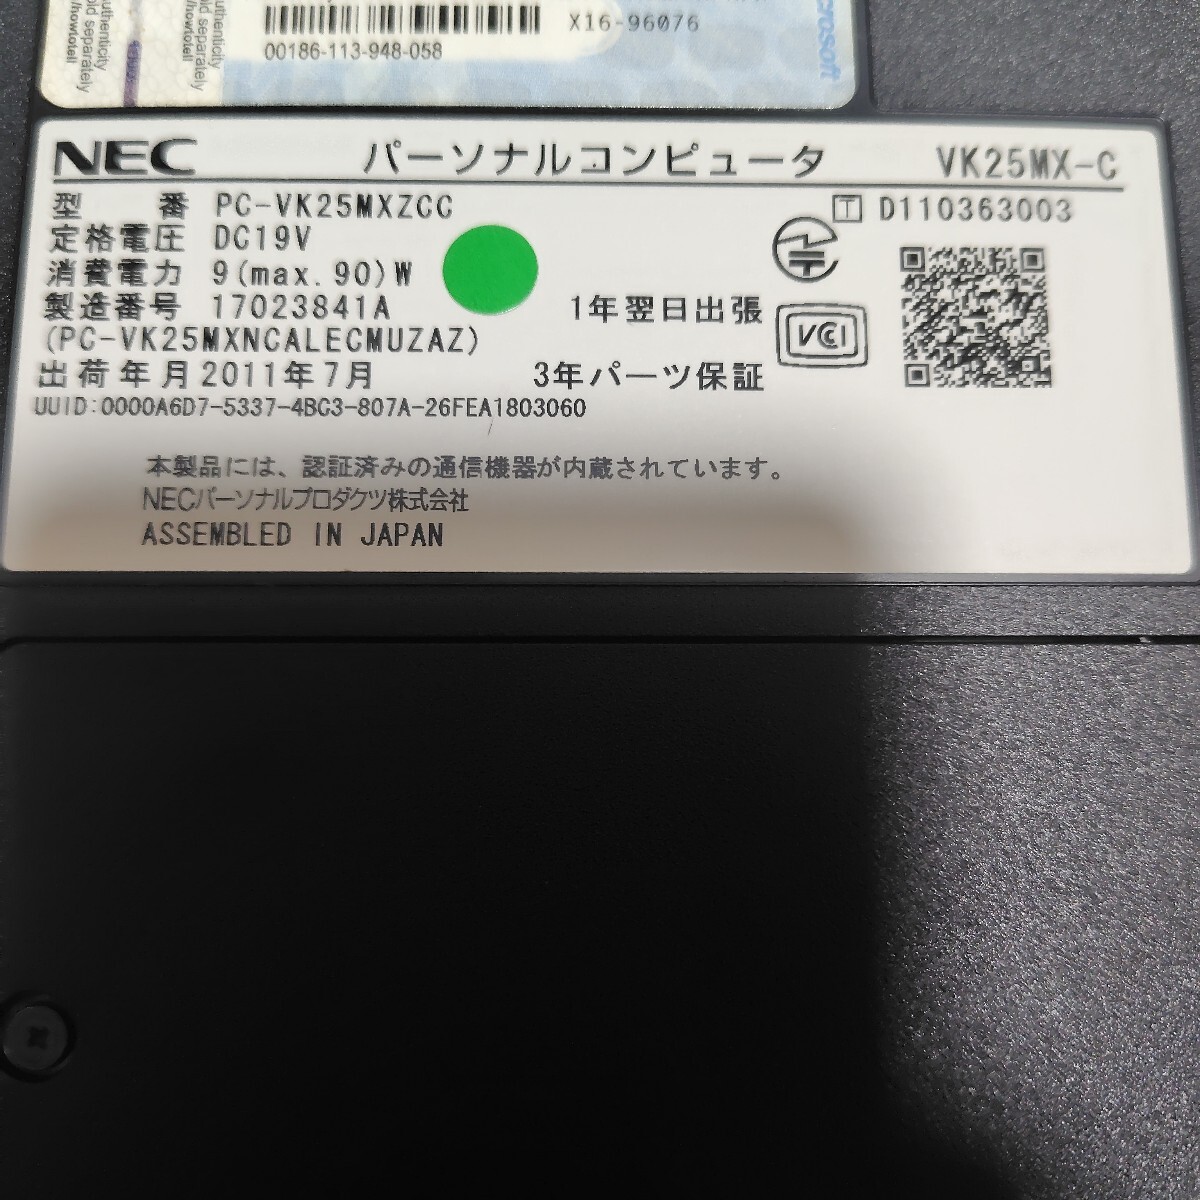 authenticity
old separately
/howtotell
authenticity
old separately
/howtotell
X16-96076
00186-113-948-058
crosoft
NEC パーソナルコンピュータ VK25MX-C
型番 PC-VK25MXZCC
T D110363003
定格電圧 DC19V
消費電力 9(max.90)W
製造番号 17023841A
1年翌日出張
VCCI
(PC-VK25MXNCALECMUZAZ)
出荷年月2011年7月
3年パーツ保証
UUID:0000A6D7-5337-4BC3-807A-26FEA1803060
本製品には、認証済みの通信機器が内蔵されています。
NECパーソナルプロダクツ株式会社
ASSEMBLED IN JAPAN